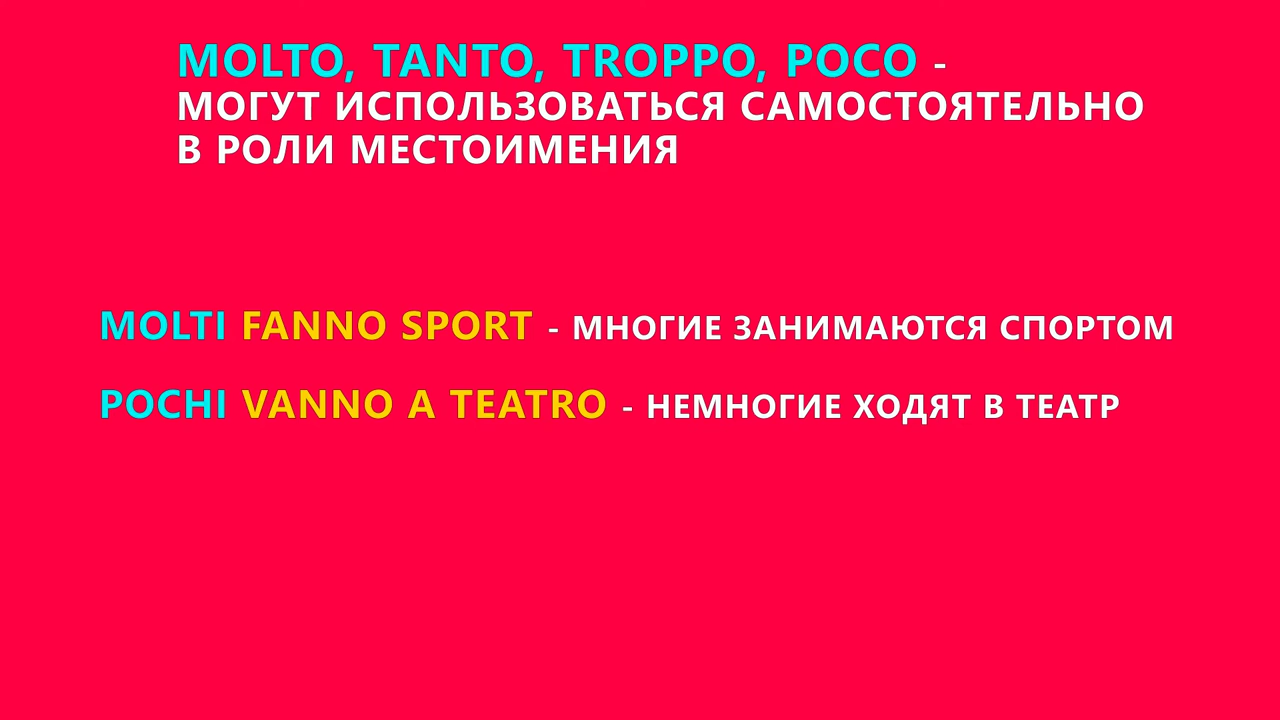 MOLTO, TANTO, TROPPO, POCO -
МОГУТ ИСПОЛЬЗОВАТЬСЯ САМОСТОЯТЕЛЬНО
В РОЛИ МЕСТОИМЕНИЯ
MOLTI FANNO SPORT - МНОГИЕ ЗАНИМАЮТСЯ СПОРТОМ
POCHI VANNO A TEATRO - НЕМНОГИЕ ХОДЯТ В ТЕАТР